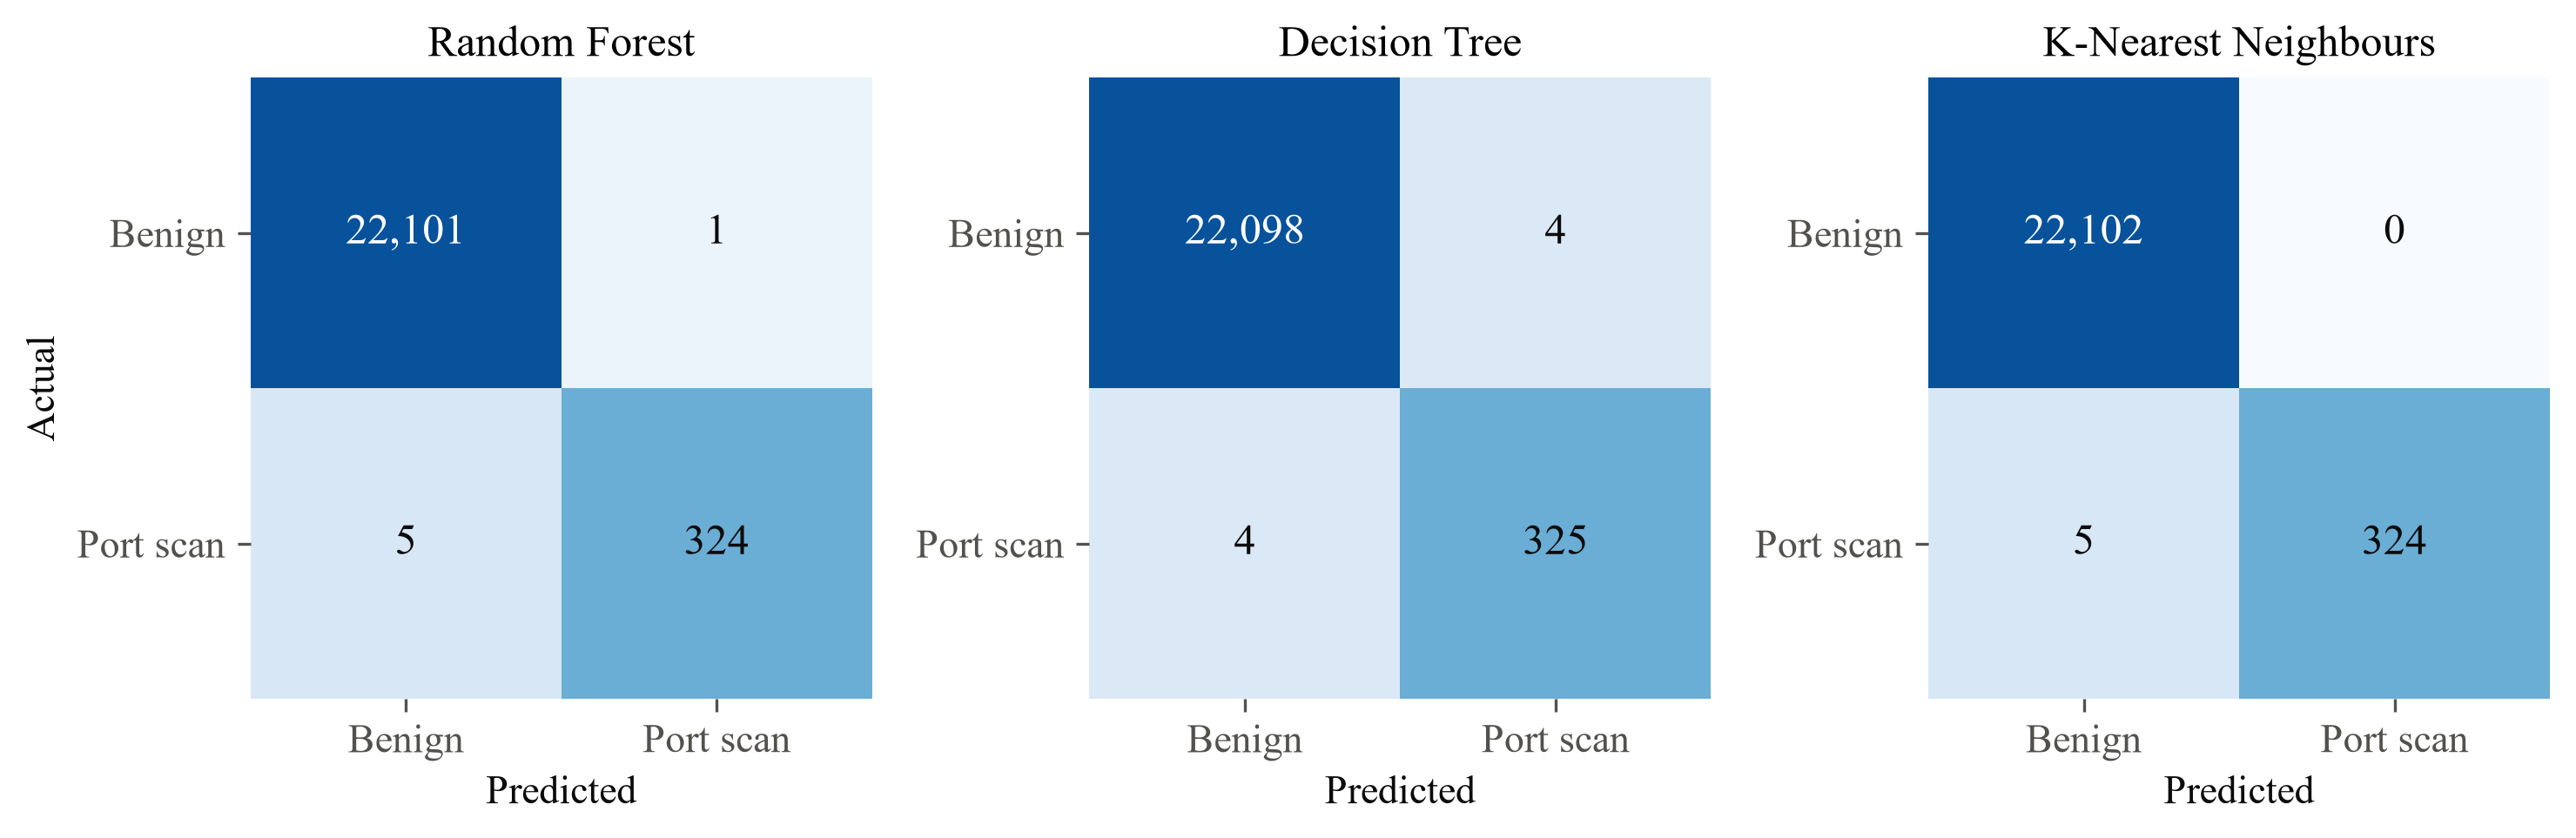 Random Forest
Decision Tree
K-Nearest Neighbours
Actual
Benign
22,101
1
Benign
22,098
4
Benign
22,102
0
Port scan
5
324
Port scan
4
325
Port scan
5
324
Benign
Port scan
Benign
Port scan
Benign
Port scan
Predicted
Predicted
Predicted